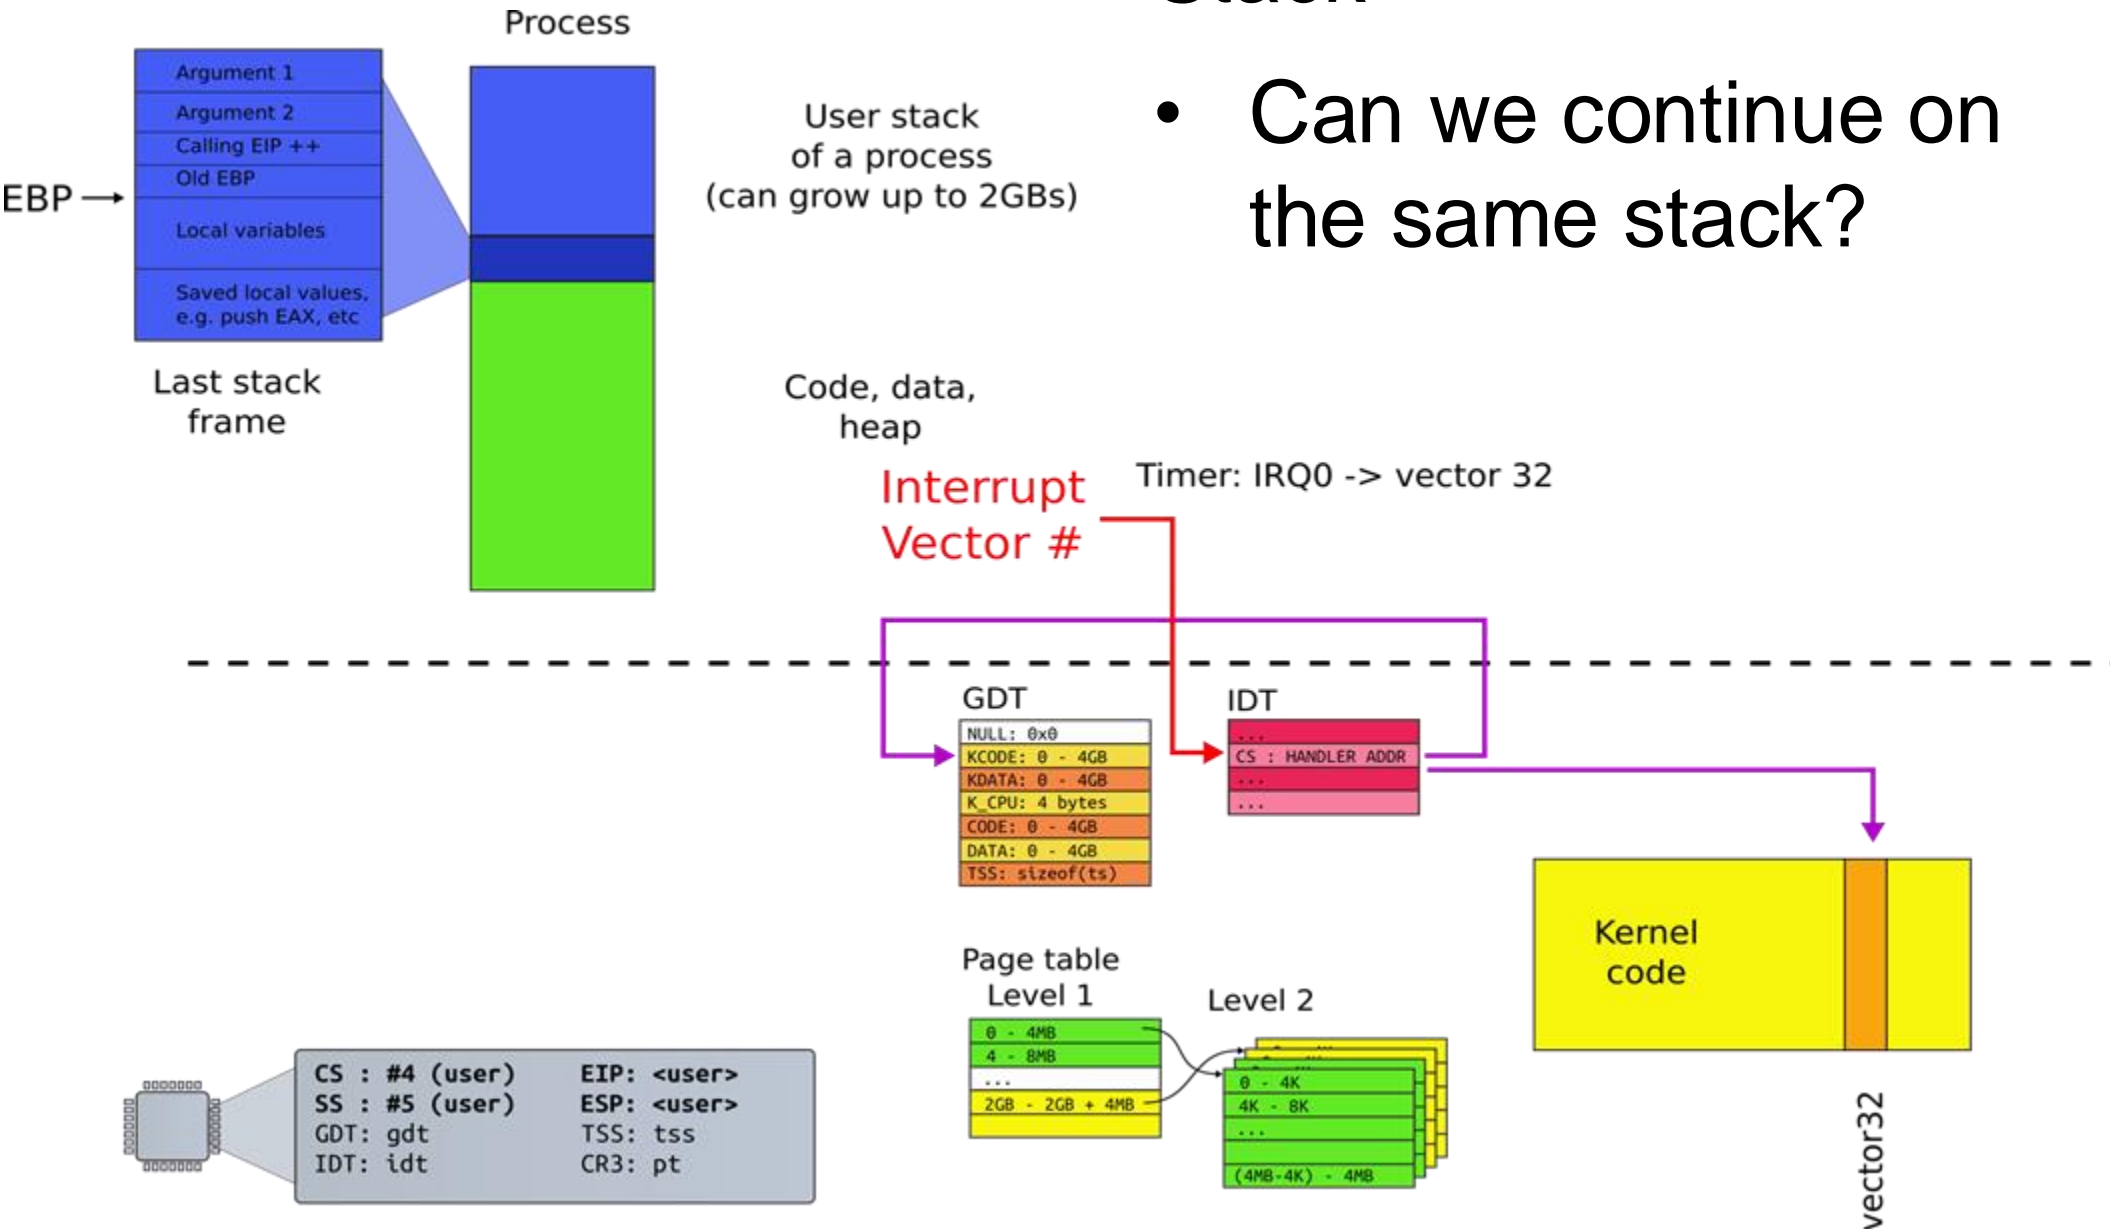 Stack
• Can we continue on
the same stack?
Process
Argument 1
Argument 2
Calling EIP ++
Old EBP
Local variables
Saved local values,
e.g. push EAX, etc
EBP
Last stack
frame
User stack
of a process
(can grow up to 2GBs)
Code, data,
heap
Interrupt
Vector #
Timer: IRQ0 -> vector 32
GDT
NULL: 0x0
KCODE: 0 - 4GB
KDATA: 0 - 4GB
K_CPU: 4 bytes
CODE: 0 - 4GB
DATA: 0 - 4GB
TSS: sizeof(ts)
IDT
...
CS : HANDLER ADDR
...
...
Kernel
code
vector32
Page table
Level 1
0 - 4MB
4 - 8MB
...
2GB - 2GB + 4MB
Level 2
0 - 4K
4K - 8K
...
(4MB-4K) - 4MB
CS : #4 (user) EIP: <user>
SS : #5 (user) ESP: <user>
GDT: gdt TSS: tss
IDT: idt CR3: pt